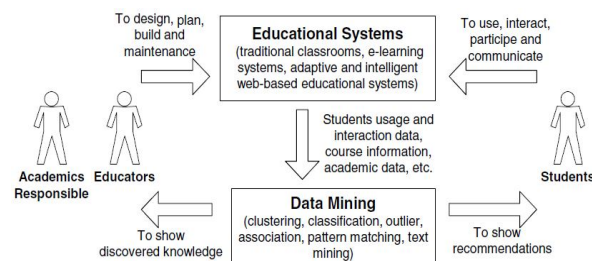 To design, plan,
build and
maintenance
Educational Systems
(traditional classrooms, e-learning
systems, adaptive and intelligent
web-based educational systems)
To use, interact,
participe and
communicate
Students usage and
interaction data,
course information,
academic data, etc.
Academics
Responsible
Educators
Students
Data Mining
(clustering, classification, outlier,
association, pattern matching, text
mining)
To show
discovered knowledge
To show
recommendations